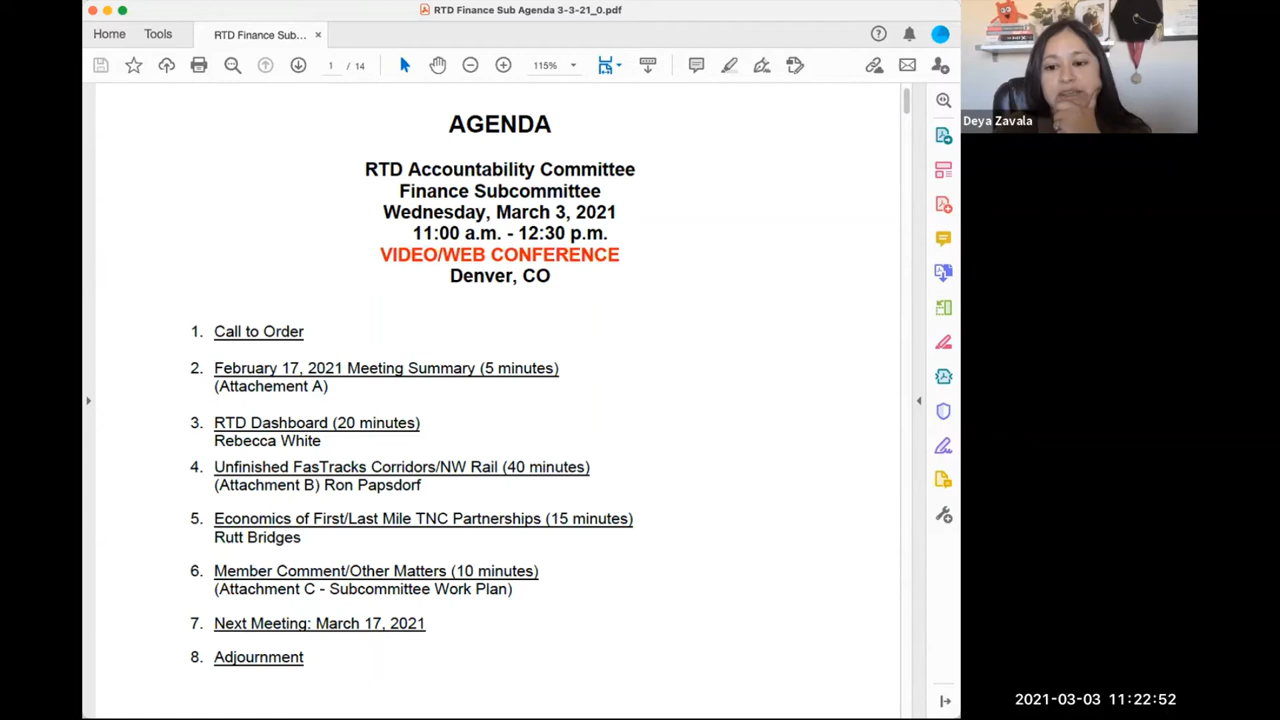 RTD Finance Sub Agenda 3-3-21_0.pdf
Home
Tools
RTD Finance Sub... ×
1 / 14
115%
AGENDA
RTD Accountability Committee
Finance Subcommittee
Wednesday, March 3, 2021
11:00 a.m. - 12:30 p.m.
VIDEO/WEB CONFERENCE
Denver, CO
1. Call to Order
2. February 17, 2021 Meeting Summary (5 minutes)
(Attachement A)
3. RTD Dashboard (20 minutes)
Rebecca White
4. Unfinished FasTracks Corridors/NW Rail (40 minutes)
(Attachment B) Ron Papsdorf
5. Economics of First/Last Mile TNC Partnerships (15 minutes)
Rutt Bridges
6. Member Comment/Other Matters (10 minutes)
(Attachment C - Subcommittee Work Plan)
7. Next Meeting: March 17, 2021
8. Adjournment
Deya Zavala
2021-03-03 11:22:52